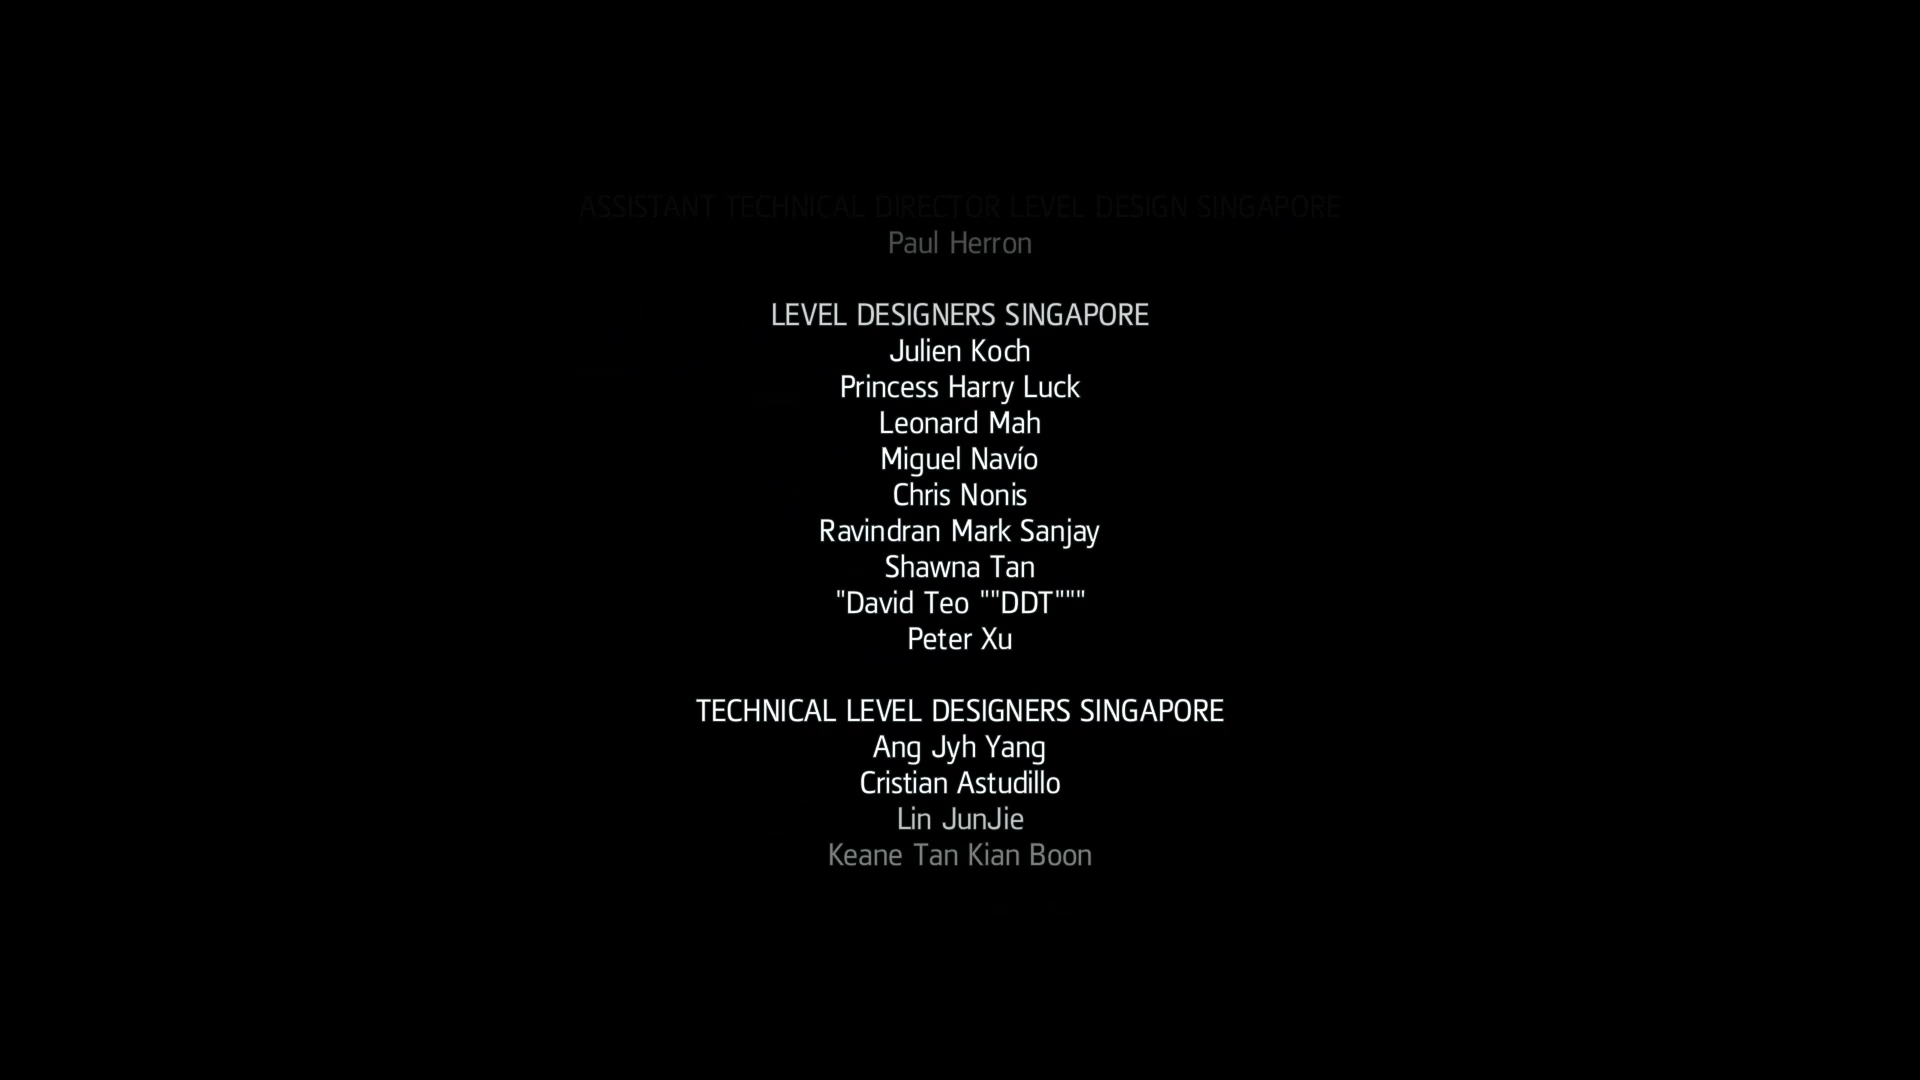 ASSISTANT TECHNICAL DIRECTOR LEVEL DESIGN SINGAPORE
Paul Herron
LEVEL DESIGNERS SINGAPORE
Julien Koch
Princess Harry Luck
Leonard Mah
Miguel Navío
Chris Nonis
Ravindran Mark Sanjay
Shawna Tan
"David Teo ""DDT"""
Peter Xu
TECHNICAL LEVEL DESIGNERS SINGAPORE
Ang Jyh Yang
Cristian Astudillo
Lin JunJie
Keane Tan Kian Boon